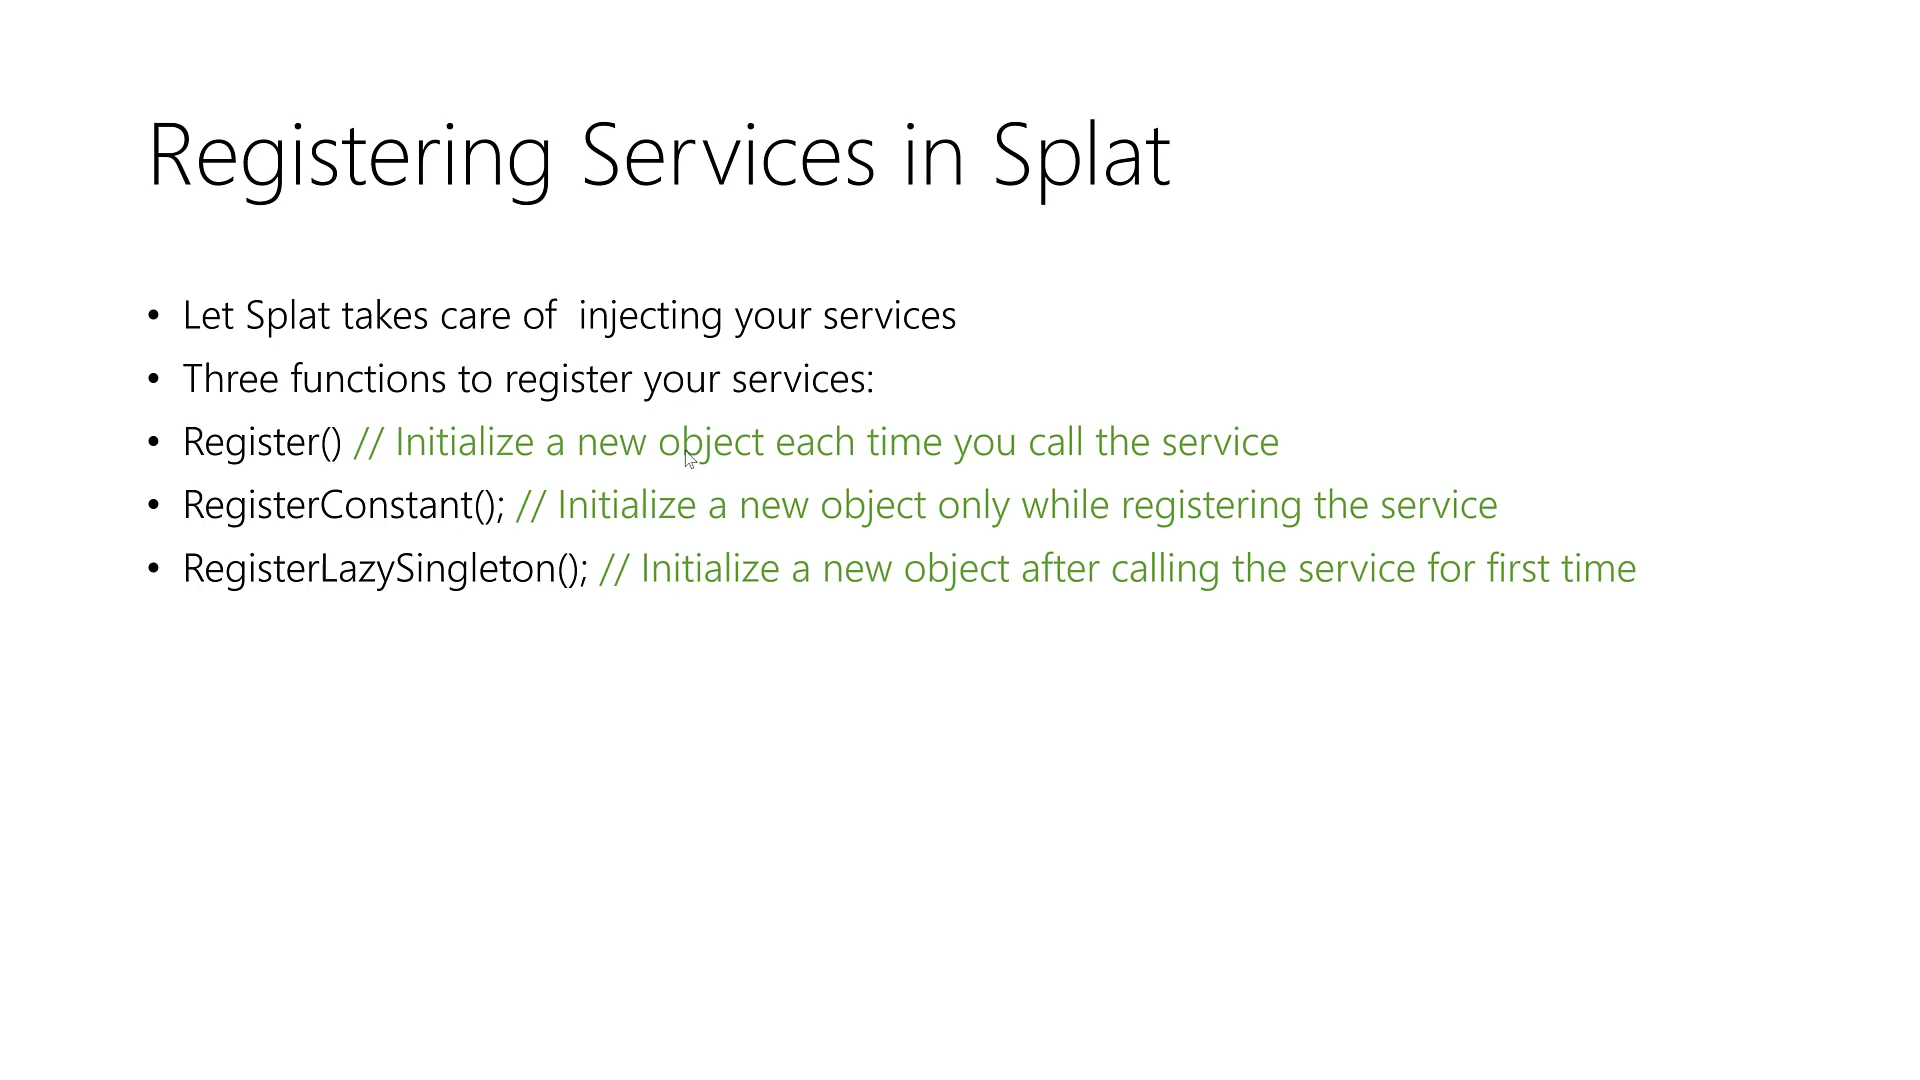 Registering Services in Splat
• Let Splat takes care of  injecting your services
• Three functions to register your services:
• Register() // Initialize a new object each time you call the service
• RegisterConstant(); // Initialize a new object only while registering the service
• RegisterLazySingleton(); // Initialize a new object after calling the service for first time